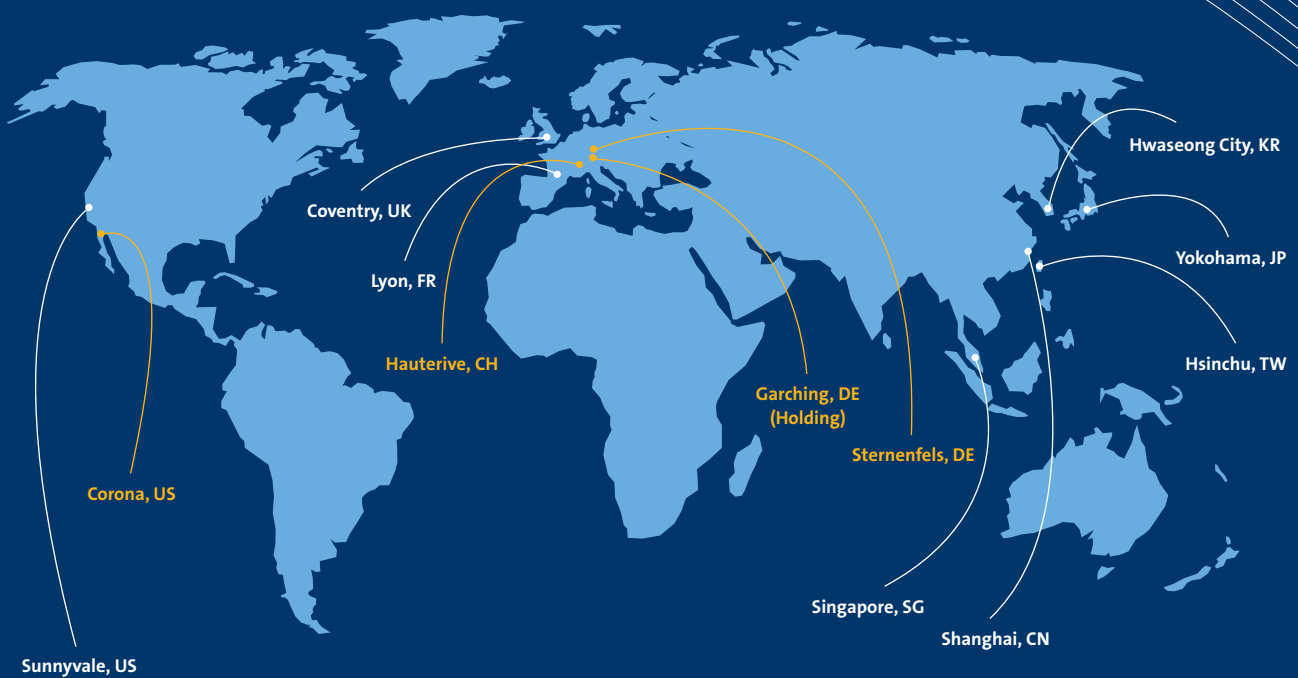 Hwaseong City, KR
Coventry, UK
Yokohama, JP
Lyon, FR
Hauterive, CH
Hsinchu, TW
Garching, DE
(Holding)
Sternenfels, DE
Corona, US
Singapore, SG
Shanghai, CN
Sunnyvale, US